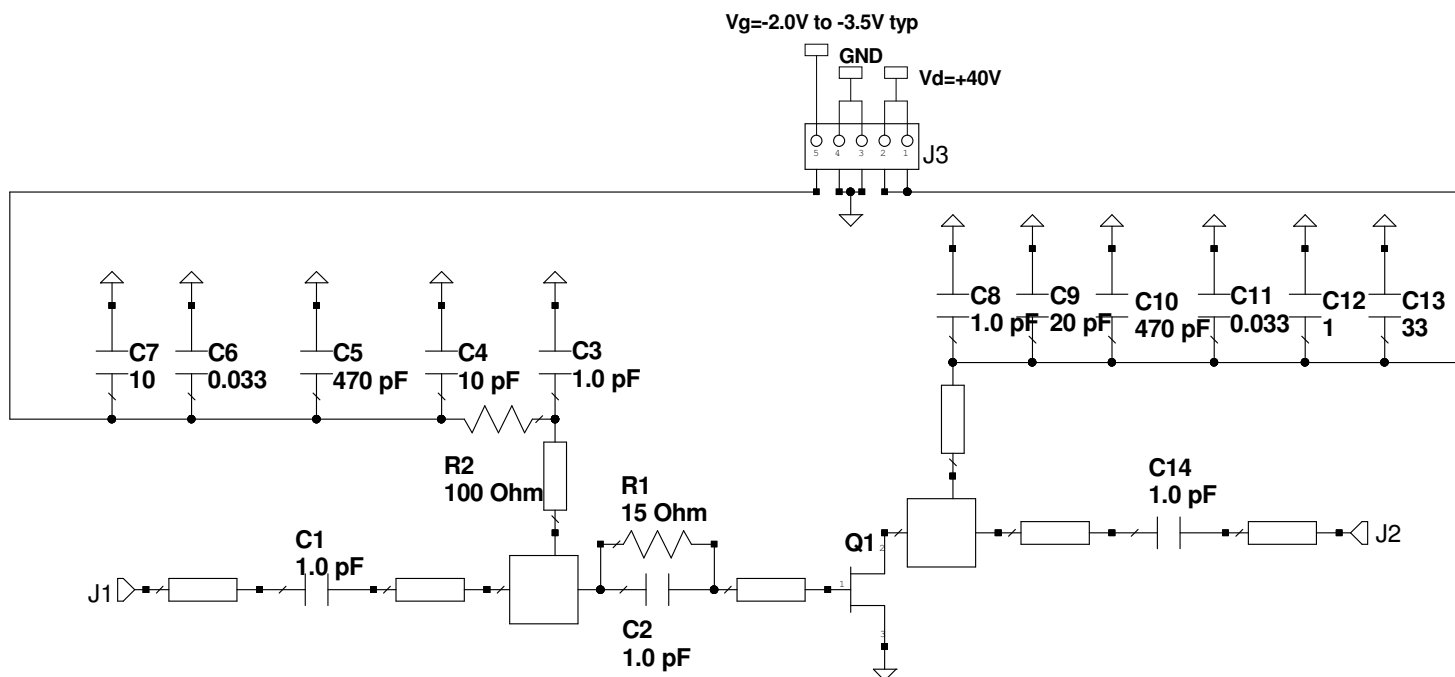 Vg=-2.0V to -3.5V typ
GND
Vd=+40V
5 4 3 2 1
J3
C7
10
C6
0.033
C5
470 pF
C4
10 pF
C3
1.0 pF
C8
1.0 pF
C9
20 pF
C10
470 pF
C11
0.033
C12
1
C13
33
R2
100 Ohm
R1
15 Ohm
C14
1.0 pF
C1
1.0 pF
Q1
2
J2
J1
1
C2
1.0 pF
3